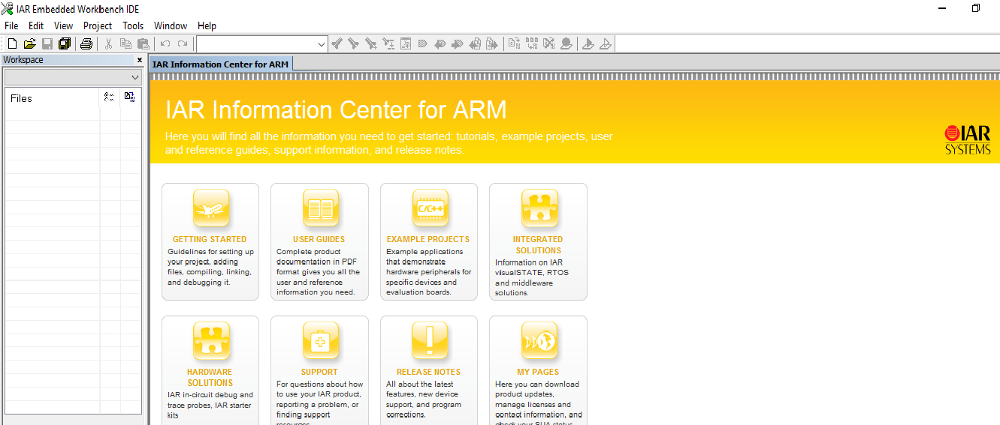 IAR Embedded Workbench IDE
File Edit View Project Tools Window Help
Workspace x
IAR Information Center for ARM
Files
IAR Information Center for ARM
Here you will find all the information you need to get started: tutorials, example projects, user
and reference guides, support information, and release notes.
IAR
SYSTEMS
GETTING STARTED
Guidelines for setting up
your project, adding
files, compiling, linking,
and debugging it.
USER GUIDES
Complete product
documentation in PDF
format gives you all the
user and reference
information you need.
C/C++
EXAMPLE PROJECTS
Example applications
that demonstrate
hardware peripherals for
specific devices and
evaluation boards.
INTEGRATED
SOLUTIONS
Information on IAR
visualSTATE, RTOS
and middleware
solutions.
HARDWARE
SOLUTIONS
IAR in-circuit debug and
trace probes, IAR starter
kits
SUPPORT
For questions about how
to use your IAR product,
reporting a problem, or
finding support
resources
RELEASE NOTES
All about the latest
features, new device
support, and program
corrections.
MY PAGES
Here you can download
product updates,
manage licenses and
contact information, and
check your SUA status